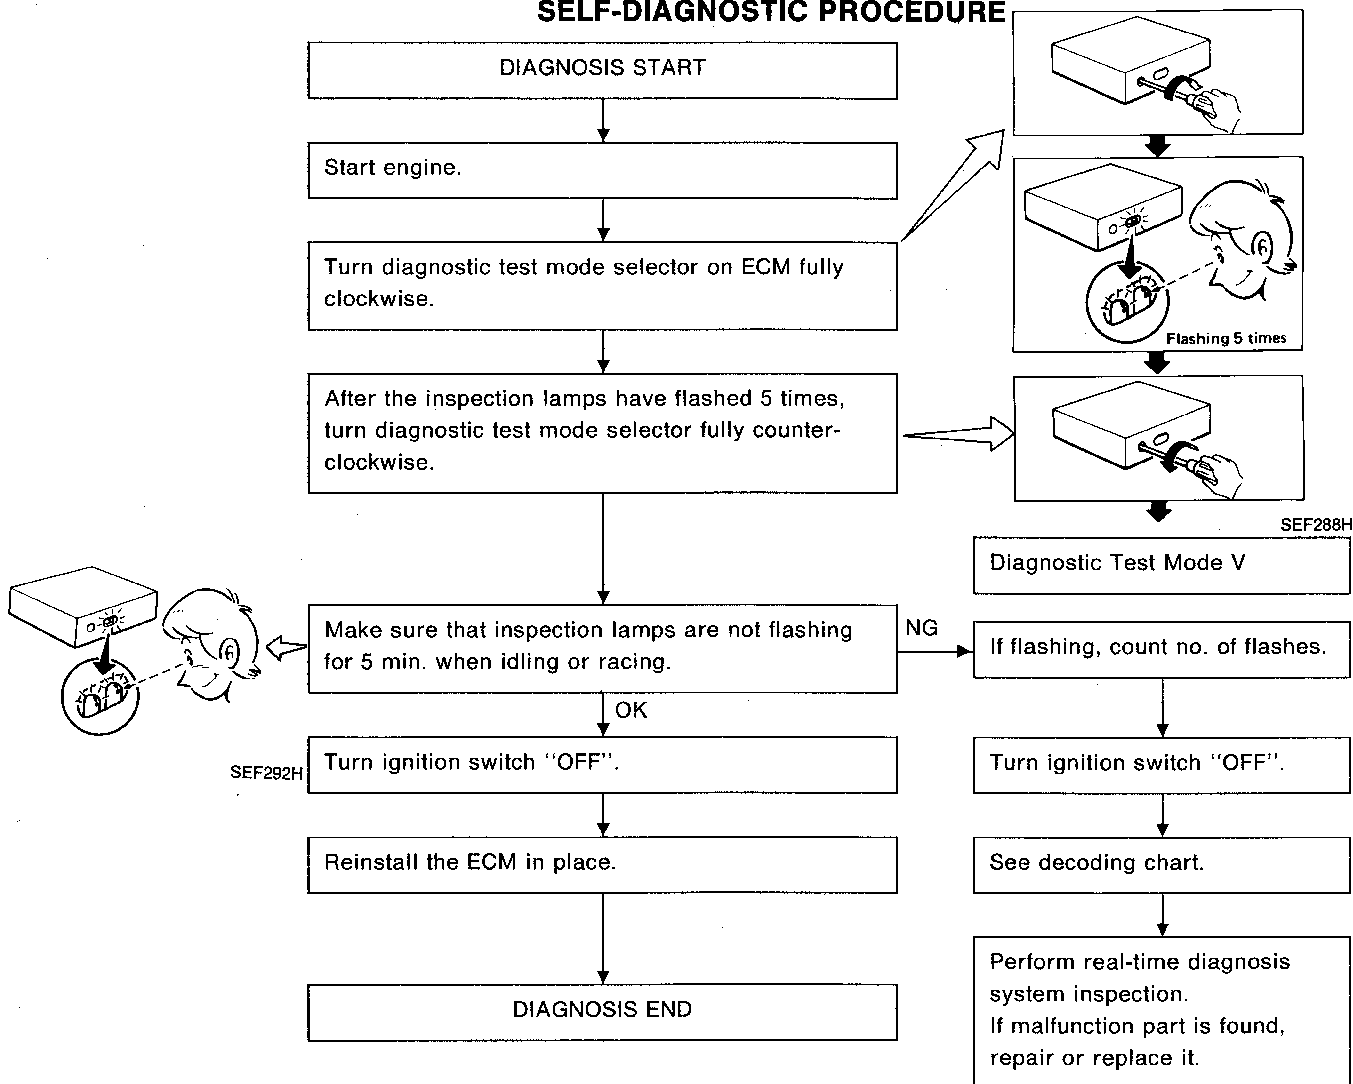 SELF-DIAGNOSTIC PROCEDURE
DIAGNOSIS START
Start engine.
Turn diagnostic test mode selector on ECM fully
clockwise.
Flashing 5 times
After the inspection lamps have flashed 5 times,
turn diagnostic test mode selector fully counter-
clockwise.
SEF288H
Diagnostic Test Mode V
Make sure that inspection lamps are not flashing
for 5 min. when idling or racing.
NG
If flashing, count no. of flashes.
OK
SEF292H
Turn ignition switch "OFF".
Turn ignition switch "OFF".
Reinstall the ECM in place.
See decoding chart.
DIAGNOSIS END
Perform real-time diagnosis
system inspection.
If malfunction part is found,
repair or replace it.